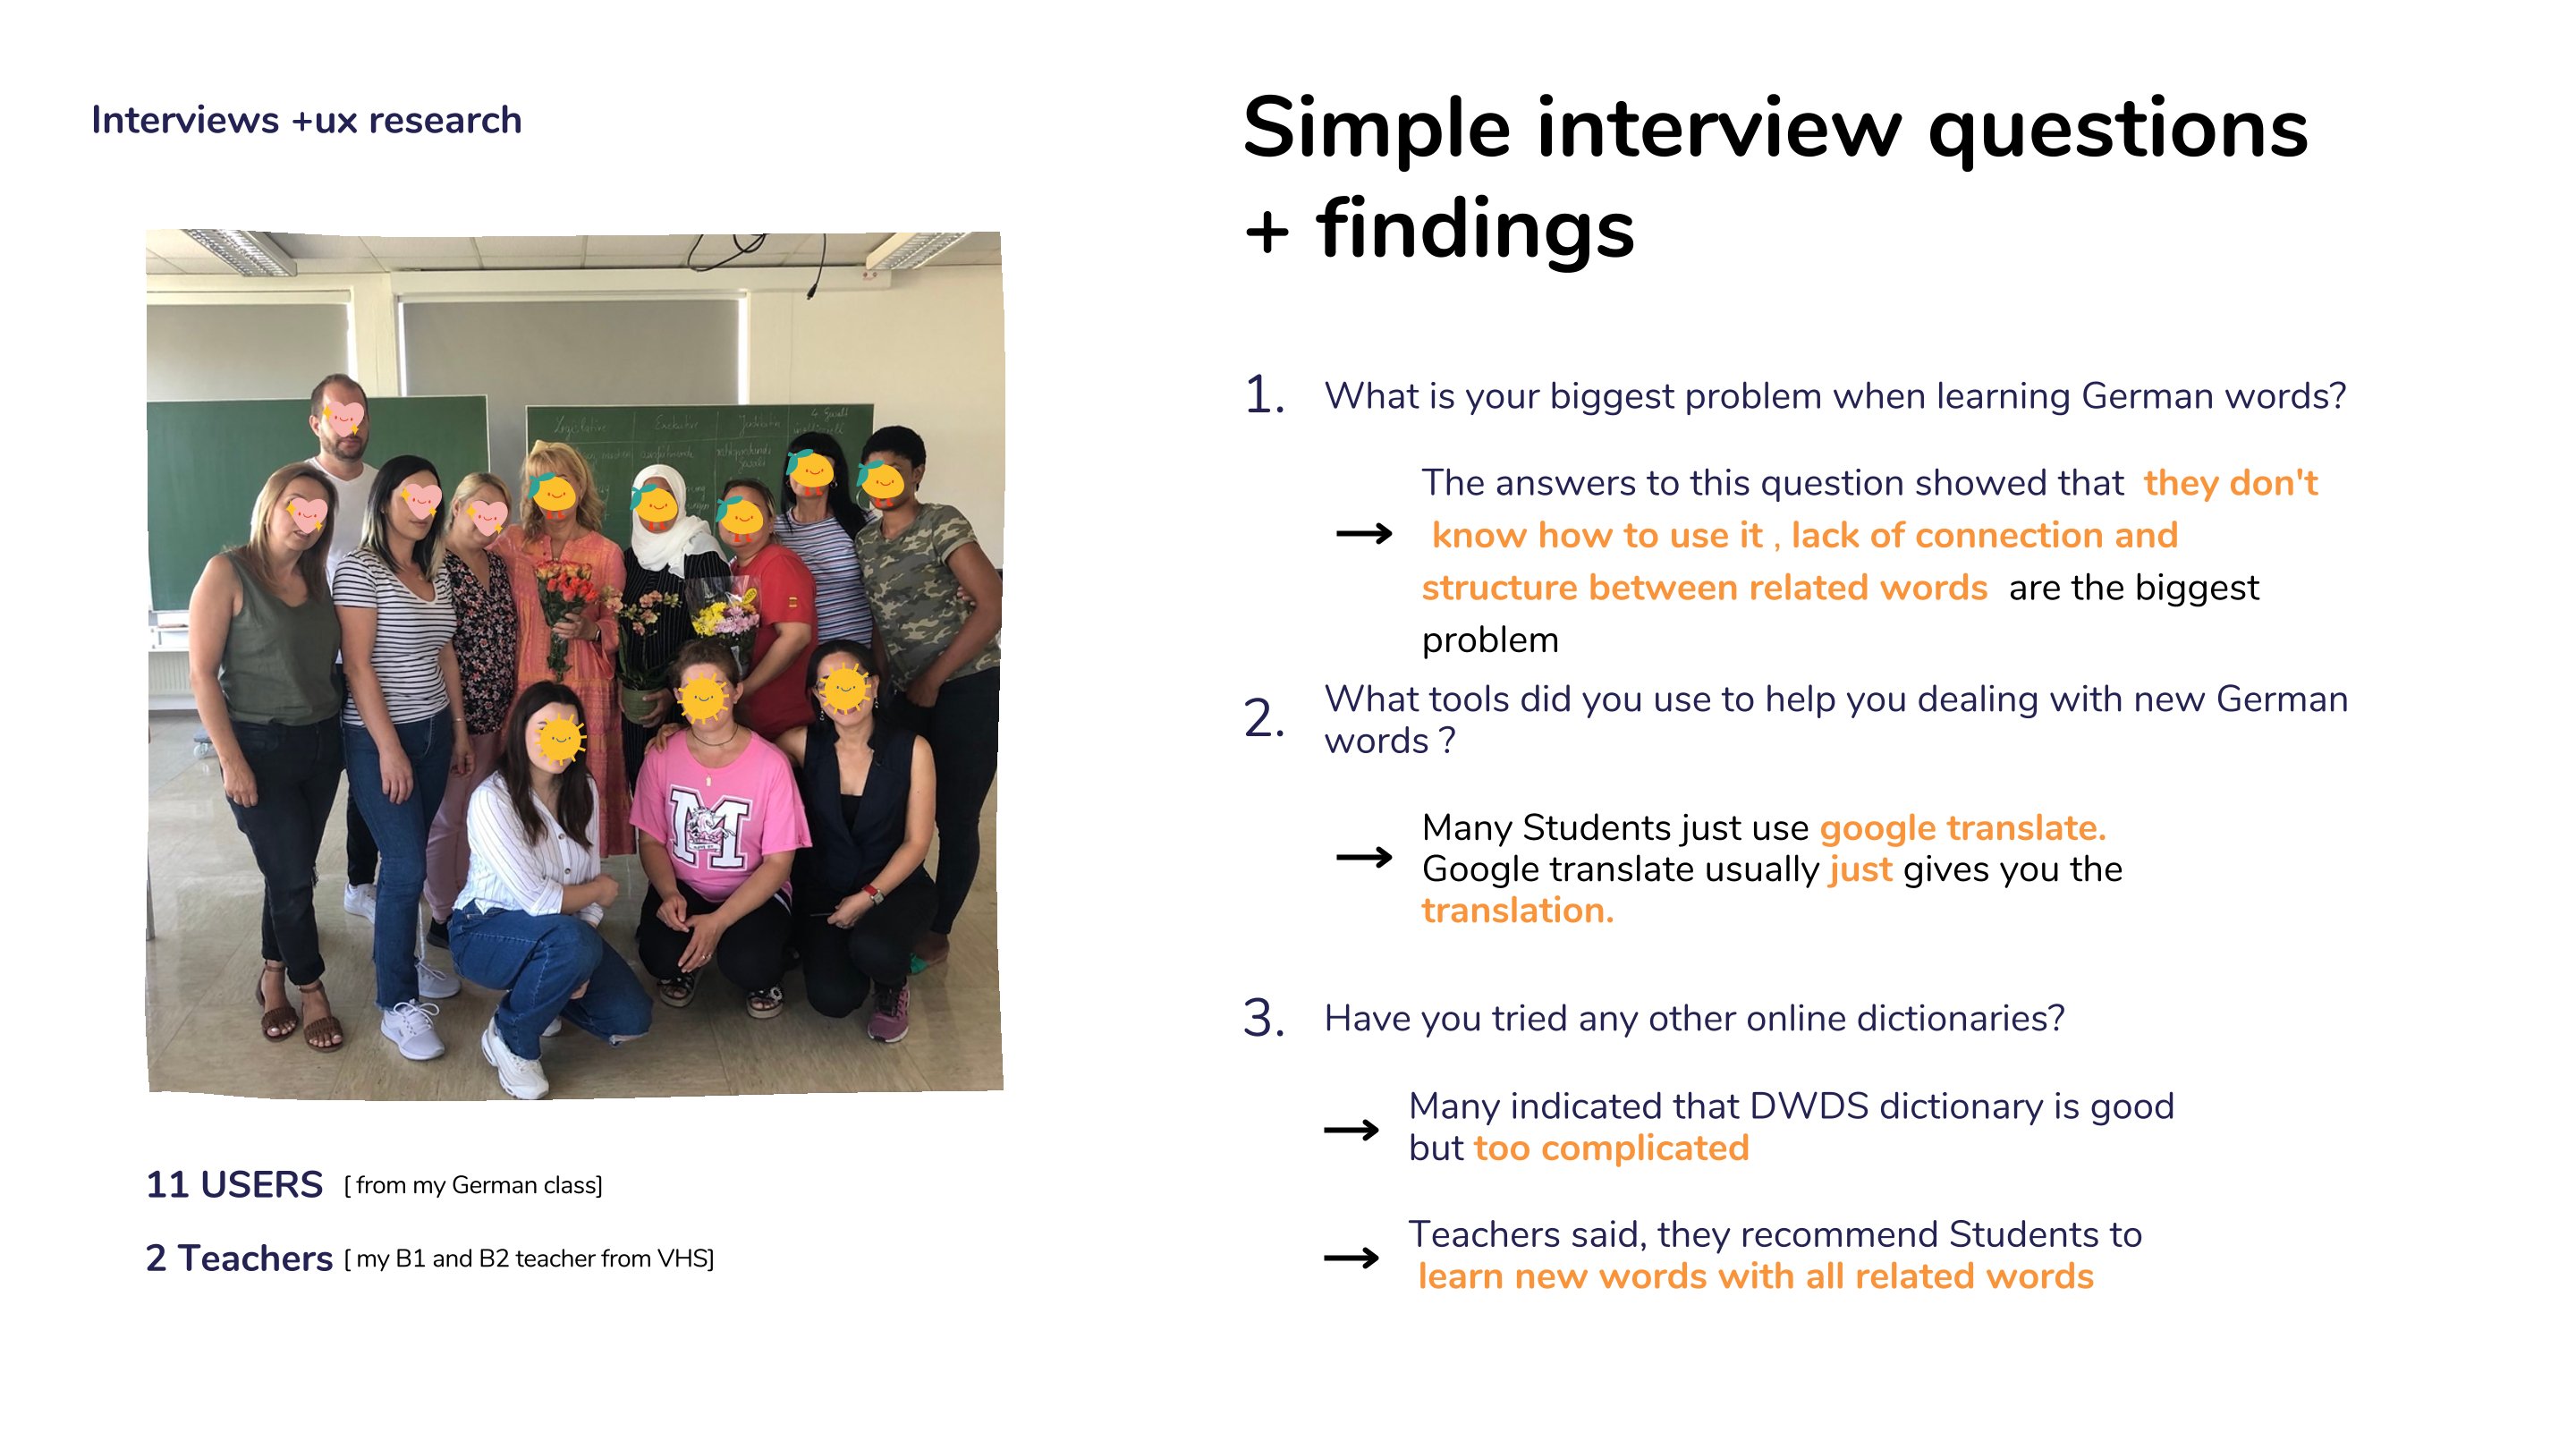 Interviews +ux research
Simple interview questions
+ findings
1. What is your biggest problem when learning German words?
The answers to this question showed that they don't
know how to use it , lack of connection and
structure between related words are the biggest
problem
2. What tools did you use to help you dealing with new German
words ?
Many Students just use google translate.
Google translate usually just gives you the
translation.
3. Have you tried any other online dictionaries?
Many indicated that DWDS dictionary is good
but too complicated
Teachers said, they recommend Students to
learn new words with all related words
Legislative Exekutive Judikative
M
11 USERS [ from my German class]
2 Teachers [ my B1 and B2 teacher from VHS]